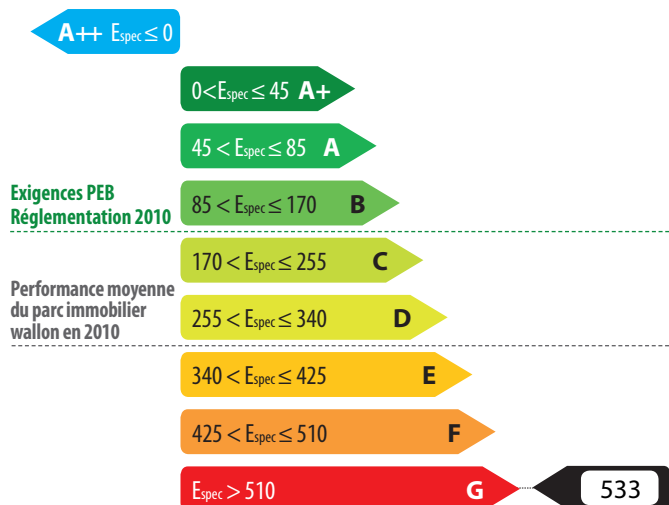 A++ Espec ≤ 0
0<Espec ≤ 45 A+
45 < Espec ≤ 85 A
Exigences PEB
Réglementation 2010
85 < Espec ≤ 170 B
170 < Espec ≤ 255 C
Performance moyenne
du parc immobilier
wallon en 2010
255 < Espec ≤ 340 D
340 < Espec ≤ 425 E
425 < Espec ≤ 510 F
Espec > 510 G 533